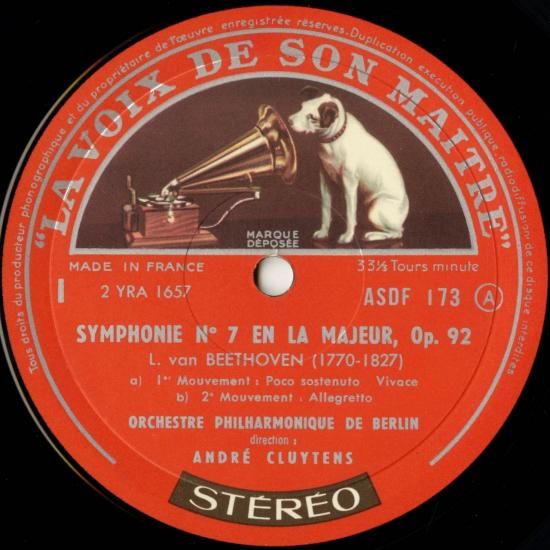 Tous droits du producteur phonographique et du propriétaire de l'œuvre enregistrée réservés. Duplication, exécution publique, radiodiffusion de ce disque interdites
"LA VOIX DE SON MAITRE"
MARQUE
DÉPOSÉE
MADE IN FRANCE
33⅓ Tours minute
I
2 YRA 1657
ASDF 173 A
SYMPHONIE N° 7 EN LA MAJEUR, Op. 92
L. van BEETHOVEN (1770-1827)
a) 1er Mouvement : Poco sostenuto Vivace
b) 2e Mouvement : Allegretto
ORCHESTRE PHILHARMONIQUE DE BERLIN
direction :
ANDRÉ CLUYTENS
STÉRÉO